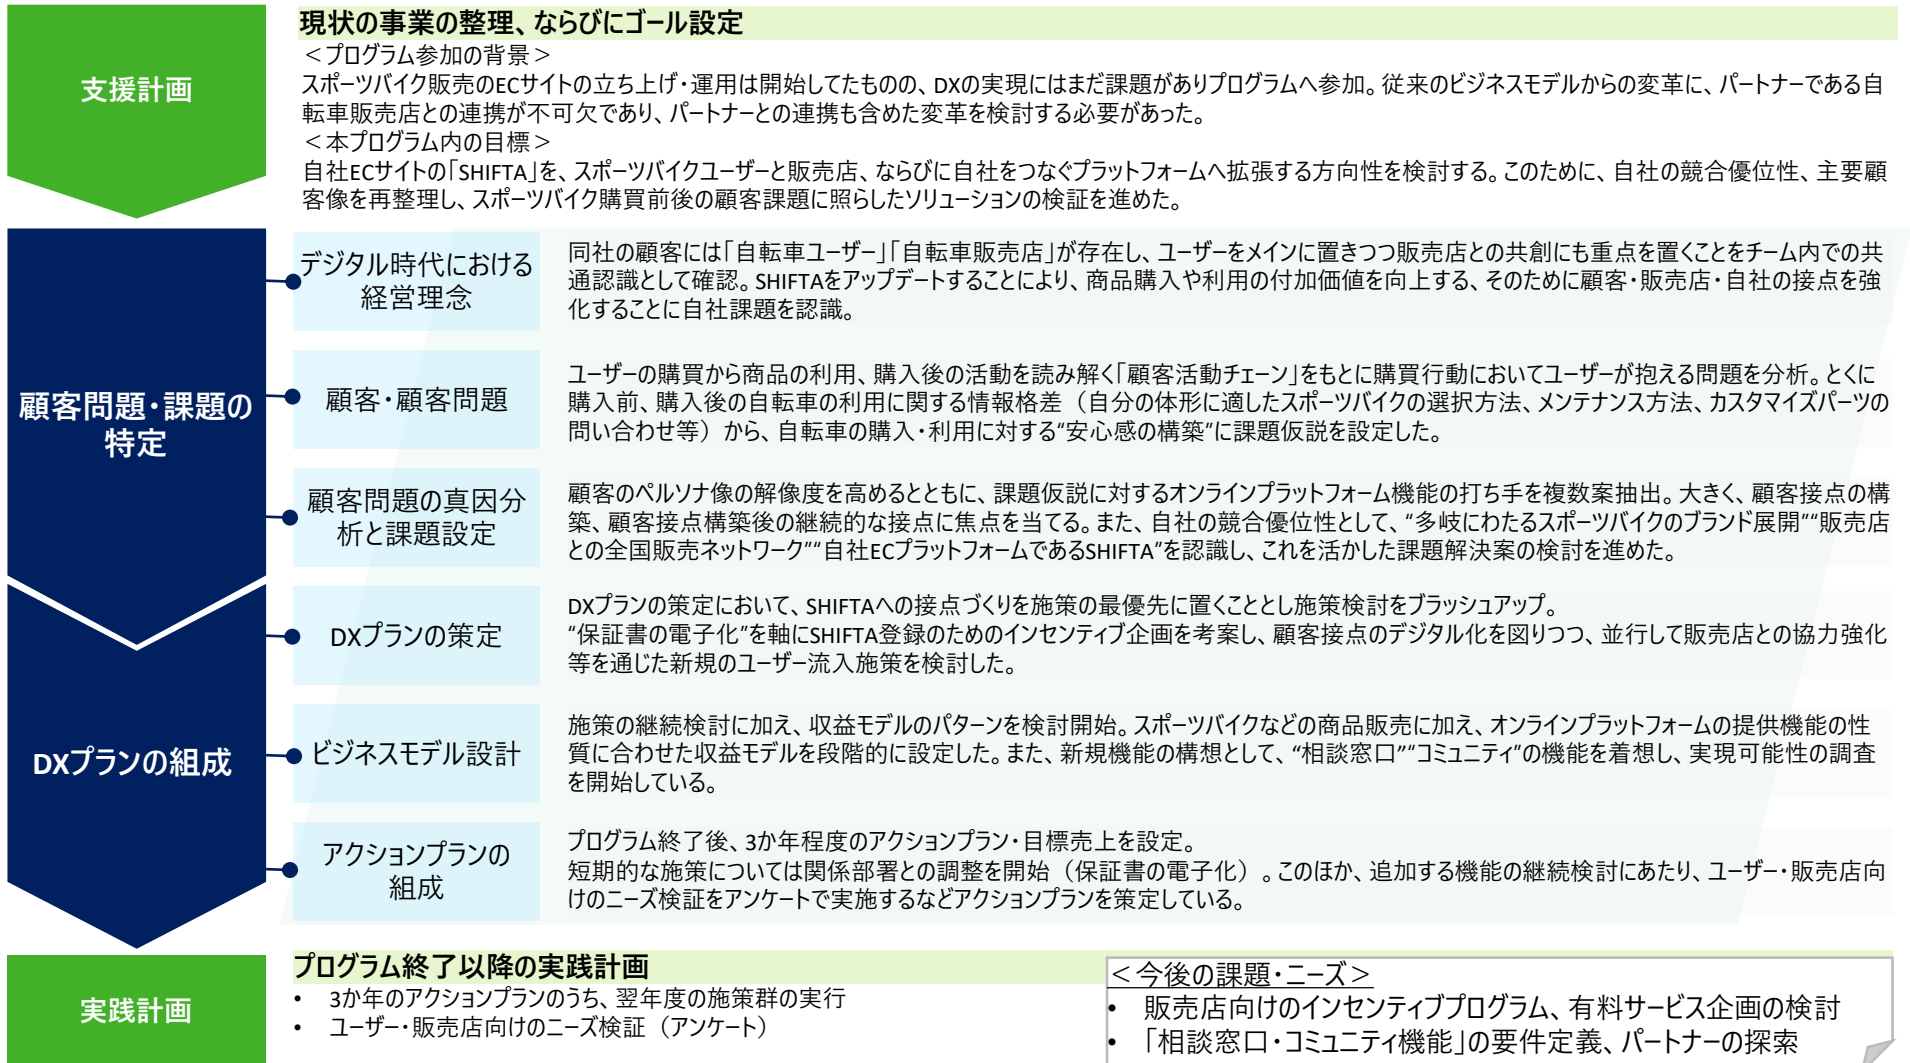 支援計画
現状の事業の整理、ならびにゴール設定
＜プログラム参加の背景＞
スポーツバイク販売のECサイトの立ち上げ・運用は開始してたものの、DXの実現にはまだ課題がありプログラムへ参加。従来のビジネスモデルからの変革に、パートナーである自
転車販売店との連携が不可欠であり、パートナーとの連携も含めた変革を検討する必要があった。
＜本プログラム内の目標＞
自社ECサイトの「SHIFTA」を、スポーツバイクユーザーと販売店、ならびに自社をつなぐプラットフォームへ拡張する方向性を検討する。このために、自社の競合優位性、主要顧
客像を再整理し、スポーツバイク購買前後の顧客課題に照らしたソリューションの検証を進めた。
顧客問題・課題の
特定
デジタル時代における
経営理念
同社の顧客には「自転車ユーザー」「自転車販売店」が存在し、ユーザーをメインに置きつつ販売店との共創にも重点を置くことをチーム内での共
通認識として確認。SHIFTAをアップデートすることにより、商品購入や利用の付加価値を向上する、そのために顧客・販売店・自社の接点を強
化することに自社課題を認識。
顧客・顧客問題
ユーザーの購買から商品の利用、購入後の活動を読み解く「顧客活動チェーン」をもとに購買行動においてユーザーが抱える問題を分析。とくに
購入前、購入後の自転車の利用に関する情報格差（自分の体形に適したスポーツバイクの選択方法、メンテナンス方法、カスタマイズパーツの
問い合わせ等）から、自転車の購入・利用に対する“安心感の構築”に課題仮説を設定した。
顧客問題の真因分
析と課題設定
顧客のペルソナ像の解像度を高めるとともに、課題仮説に対するオンラインプラットフォーム機能の打ち手を複数案抽出。大きく、顧客接点の構
築、顧客接点構築後の継続的な接点に焦点を当てる。また、自社の競合優位性として、“多岐にわたるスポーツバイクのブランド展開”“販売店
との全国販売ネットワーク”“自社ECプラットフォームであるSHIFTA”を認識し、これを活かした課題解決案の検討を進めた。
DXプランの組成
DXプランの策定
DXプランの策定において、SHIFTAへの接点づくりを施策の最優先に置くこととし施策検討をブラッシュアップ。
“保証書の電子化”を軸にSHIFTA登録のためのインセンティブ企画を考案し、顧客接点のデジタル化を図りつつ、並行して販売店との協力強化
等を通じた新規のユーザー流入施策を検討した。
ビジネスモデル設計
施策の継続検討に加え、収益モデルのパターンを検討開始。スポーツバイクなどの商品販売に加え、オンラインプラットフォームの提供機能の性
質に合わせた収益モデルを段階的に設定した。また、新規機能の構想として、“相談窓口”“コミュニティ“の機能を着想し、実現可能性の調査
を開始している。
アクションプランの
組成
プログラム終了後、3か年程度のアクションプラン・目標売上を設定。
短期的な施策については関係部署との調整を開始（保証書の電子化）。このほか、追加する機能の継続検討にあたり、ユーザー・販売店向
けのニーズ検証をアンケートで実施するなどアクションプランを策定している。
実践計画
プログラム終了以降の実践計画
• 3か年のアクションプランのうち、翌年度の施策群の実行
• ユーザー・販売店向けのニーズ検証（アンケート）
＜今後の課題・ニーズ＞
• 販売店向けのインセンティブプログラム、有料サービス企画の検討
• 「相談窓口・コミュニティ機能」の要件定義、パートナーの探索